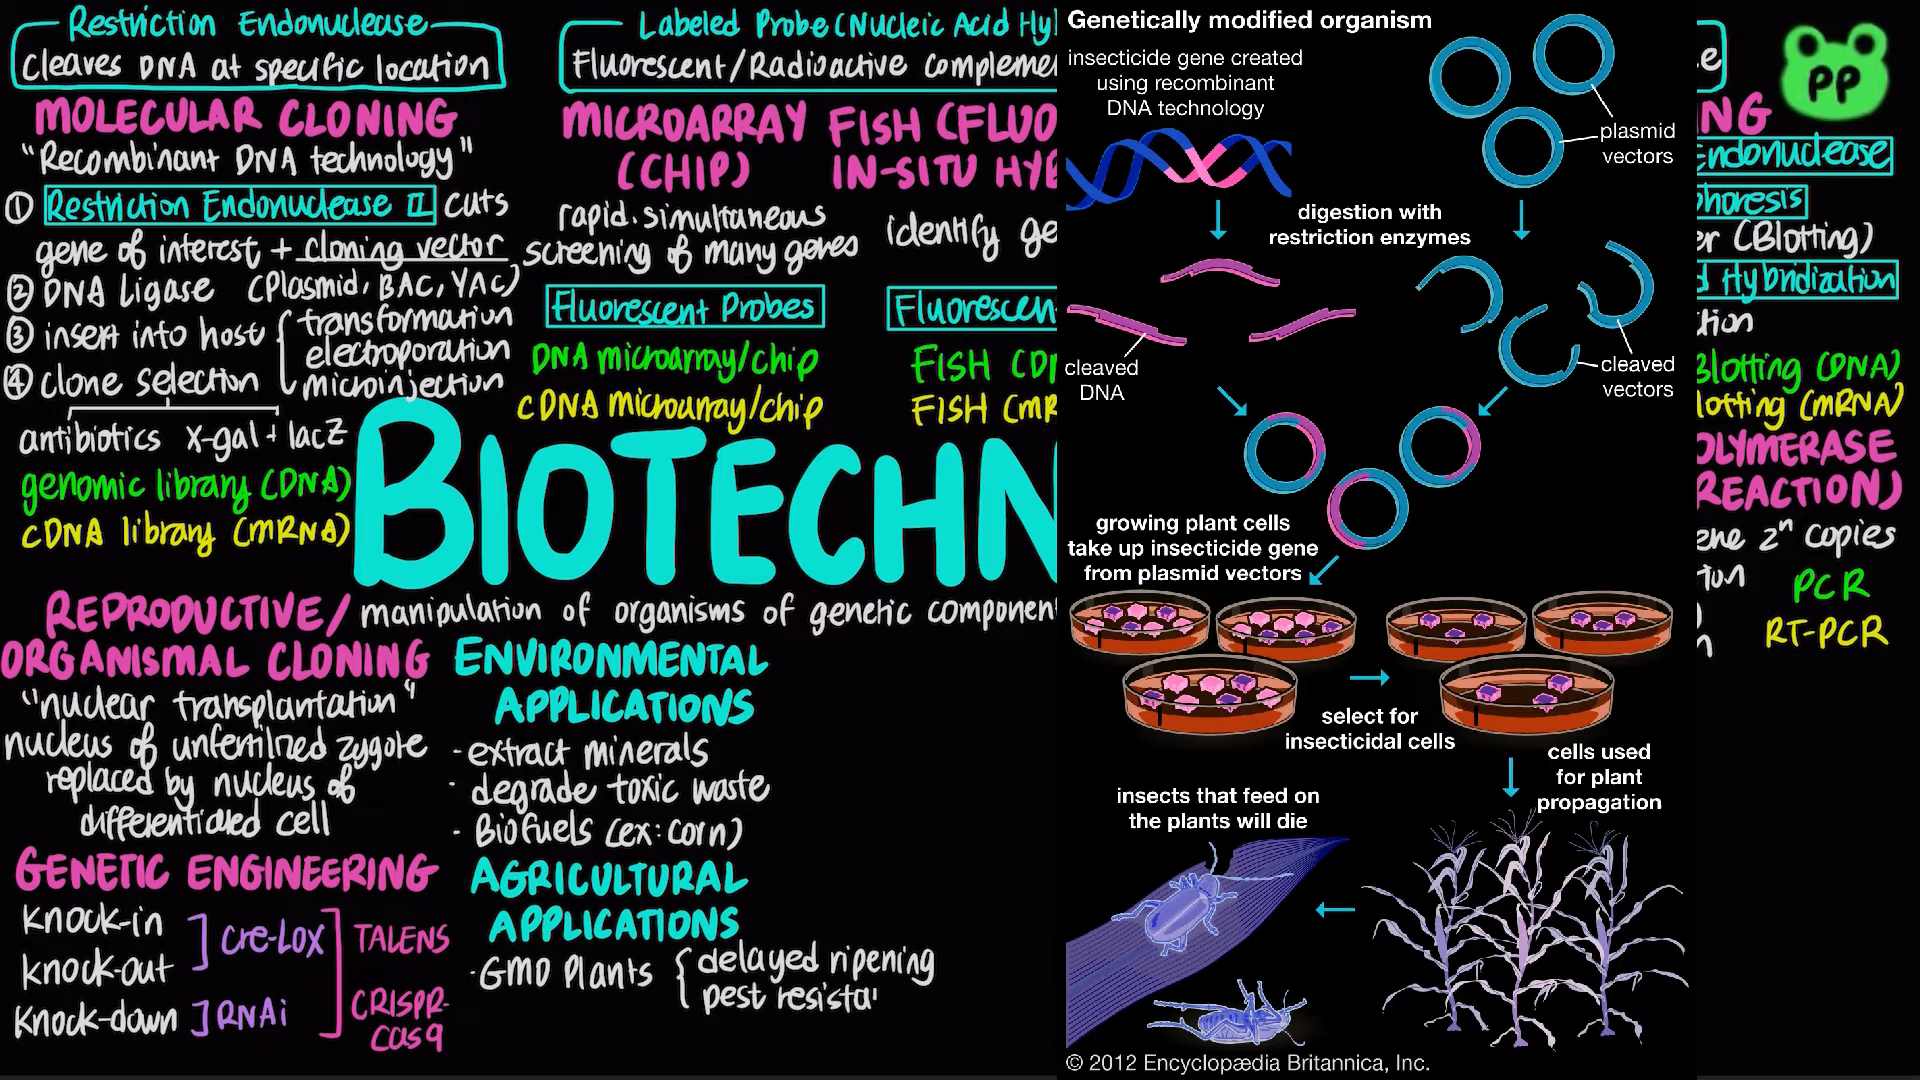 Restriction Endonuclease
Cleaves DNA at specific location
MOLECULAR CLONING
"Recombinant DNA technology"
① Restriction Endonuclease II cuts
gene of interest + cloning vector
② DNA Ligase (Plasmid, BAC, YAC)
③ insert into host { transformation
electroporation
microinjection
④ clone selection
antibiotics X-gal + lacZ
genomic library (DNA)
cDNA library (mRNA)
Labeled Probe (Nucleic Acid Hy
Fluorescent/Radioactive Compleme
MICROARRAY
(CHIP)
rapid, simultaneous
screening of many genes
Fluorescent Probes
DNA microarray/chip
cDNA microarray/chip
FISH (FLUO
IN-SITU HYB
identify ge
Fluorescen
FISH (DN
FISH (mR
BIOTECHN
manipulation of organisms of genetic component
REPRODUCTIVE/
ORGANISMAL CLONING
"nuclear transplantation"
nucleus of unfertilized zygote
replaced by nucleus of
differentiated cell
GENETIC ENGINEERING
Knock-in
knock-out
] Cre-Lox
Knock-down ] RNAi
] TALENS
CRISPR-
Cas9
ENVIRONMENTAL
APPLICATIONS
- extract minerals
- degrade toxic waste
- Biofuels (ex: corn)
AGRICULTURAL
APPLICATIONS
- GMO Plants { delayed ripening
pest resista
Genetically modified organism
insecticide gene created
using recombinant
DNA technology
plasmid
vectors
digestion with
restriction enzymes
cleaved
DNA
cleaved
vectors
growing plant cells
take up insecticide gene
from plasmid vectors
select for
insecticidal cells
cells used
for plant
propagation
insects that feed on
the plants will die
© 2012 Encyclopædia Britannica, Inc.
PP
e
NG
Endonuclease
phoresis
er (Blotting)
d Hybridization
tion
Blotting (DNA)
lotting (mRNA)
OLYMERASE
REACTION)
ene 2ⁿ copies
tion
PCR
RT-PCR